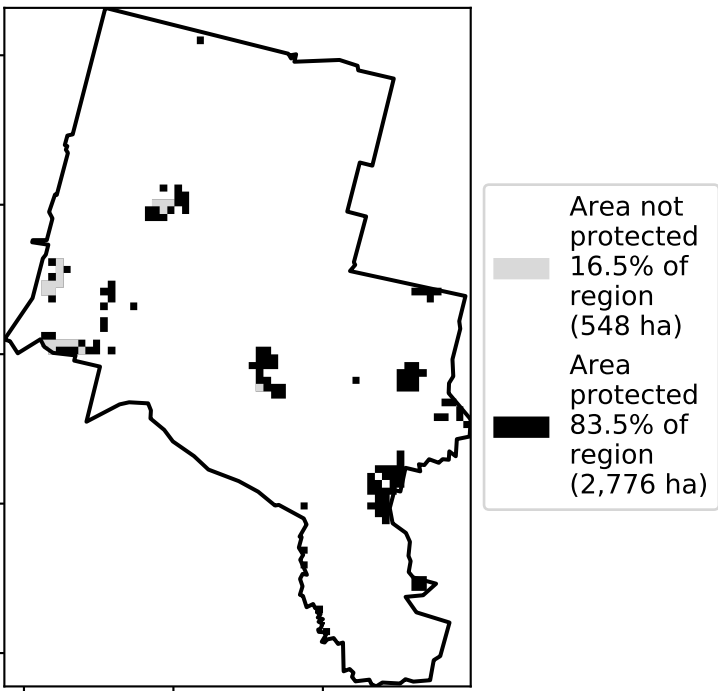 Area not
protected
16.5% of
region
(548 ha)
Area
protected
83.5% of
region
(2,776 ha)